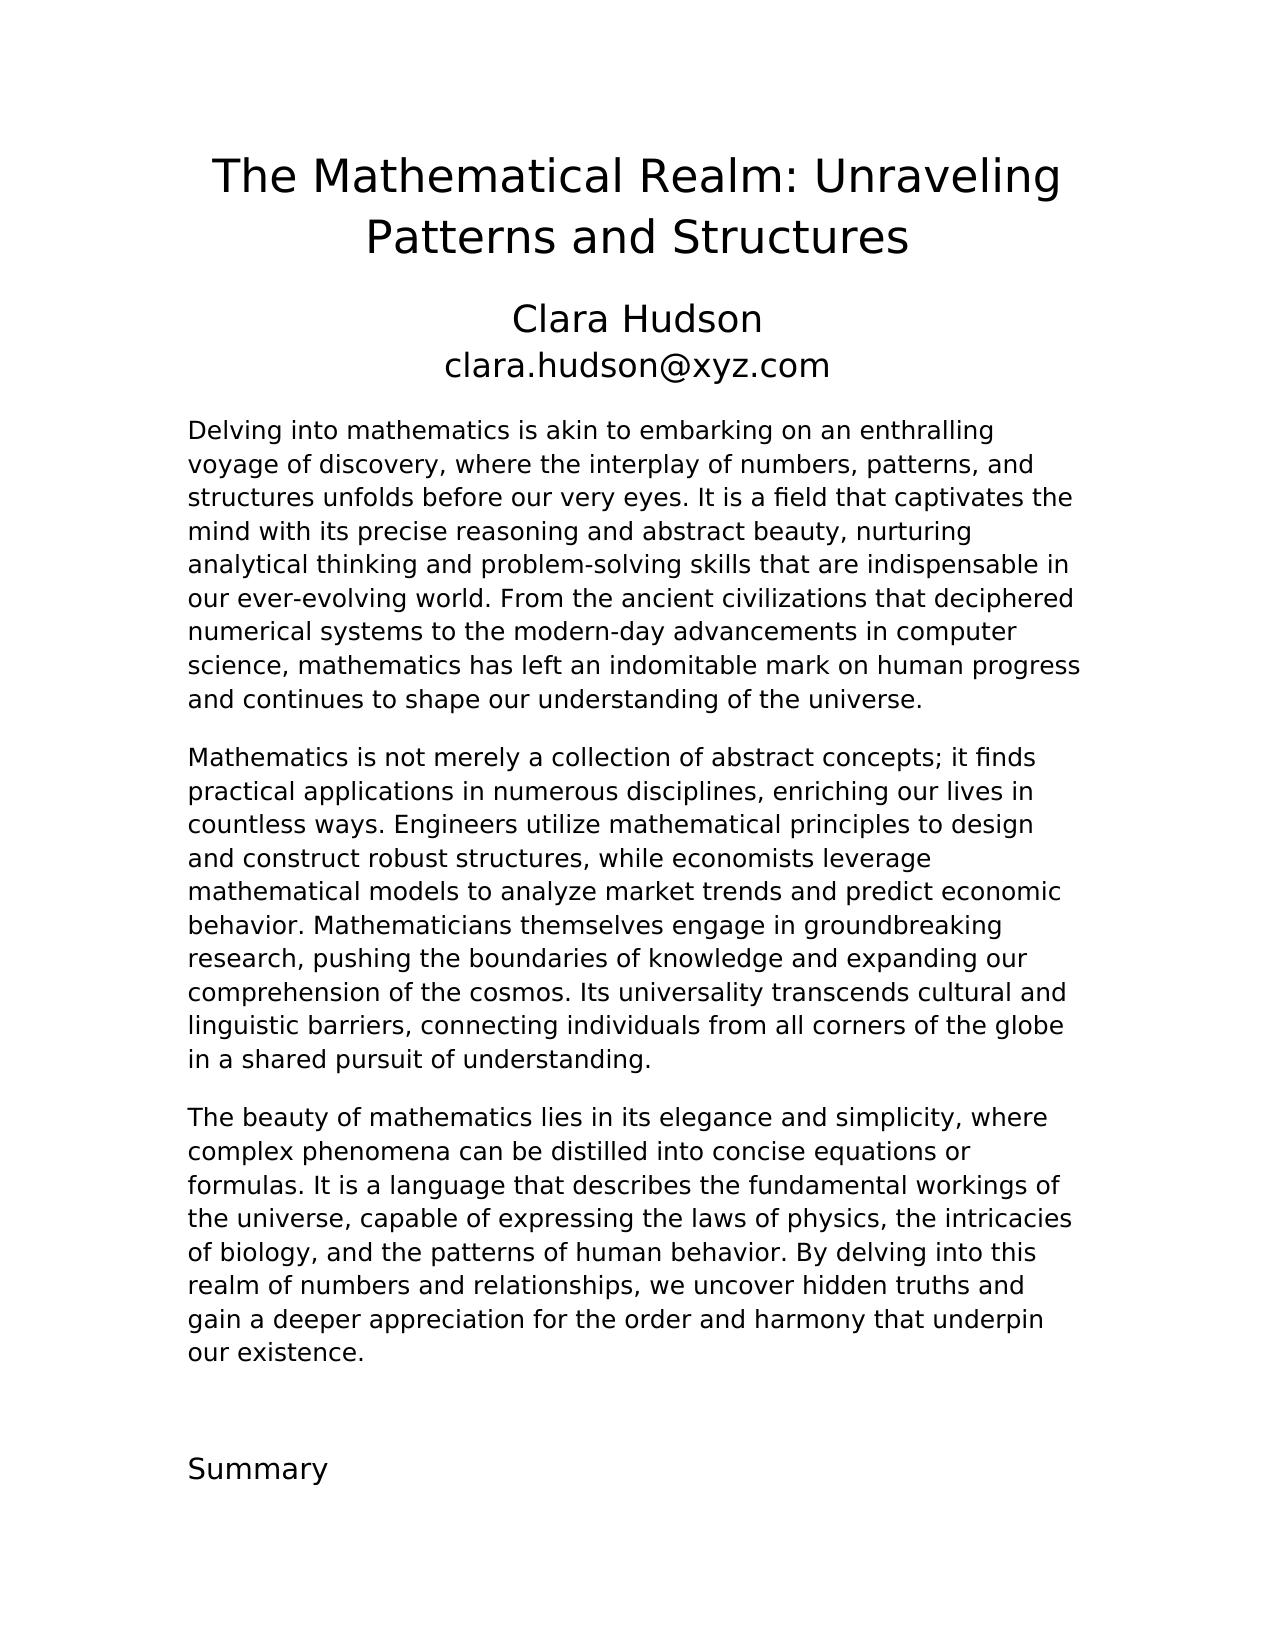 The Mathematical Realm: Unraveling
Patterns and Structures
Clara Hudson
clara.hudson@xyz.com
Delving into mathematics is akin to embarking on an enthralling
voyage of discovery, where the interplay of numbers, patterns, and
structures unfolds before our very eyes. It is a field that captivates the
mind with its precise reasoning and abstract beauty, nurturing
analytical thinking and problem-solving skills that are indispensable in
our ever-evolving world. From the ancient civilizations that deciphered
numerical systems to the modern-day advancements in computer
science, mathematics has left an indomitable mark on human progress
and continues to shape our understanding of the universe.
Mathematics is not merely a collection of abstract concepts; it finds
practical applications in numerous disciplines, enriching our lives in
countless ways. Engineers utilize mathematical principles to design
and construct robust structures, while economists leverage
mathematical models to analyze market trends and predict economic
behavior. Mathematicians themselves engage in groundbreaking
research, pushing the boundaries of knowledge and expanding our
comprehension of the cosmos. Its universality transcends cultural and
linguistic barriers, connecting individuals from all corners of the globe
in a shared pursuit of understanding.
The beauty of mathematics lies in its elegance and simplicity, where
complex phenomena can be distilled into concise equations or
formulas. It is a language that describes the fundamental workings of
the universe, capable of expressing the laws of physics, the intricacies
of biology, and the patterns of human behavior. By delving into this
realm of numbers and relationships, we uncover hidden truths and
gain a deeper appreciation for the order and harmony that underpin
our existence.
Summary